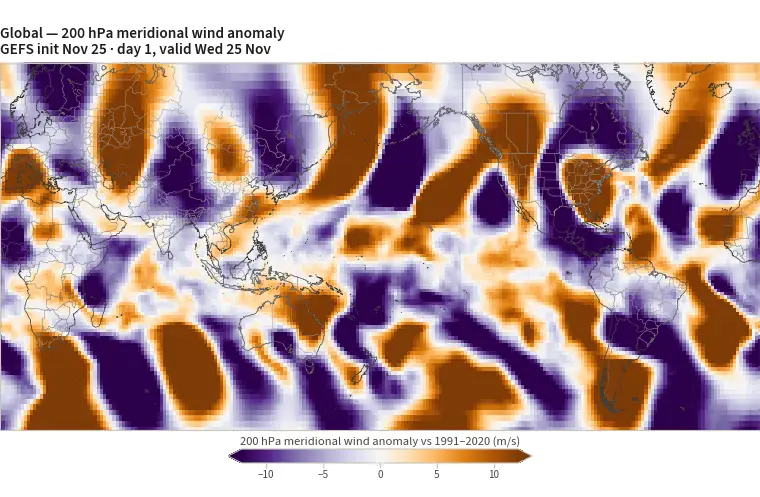 Global — 200 hPa meridional wind anomaly
GEFS init Nov 25 · day 1, valid Wed 25 Nov
200 hPa meridional wind anomaly vs 1991–2020 (m/s)
−10 −5 0 5 10